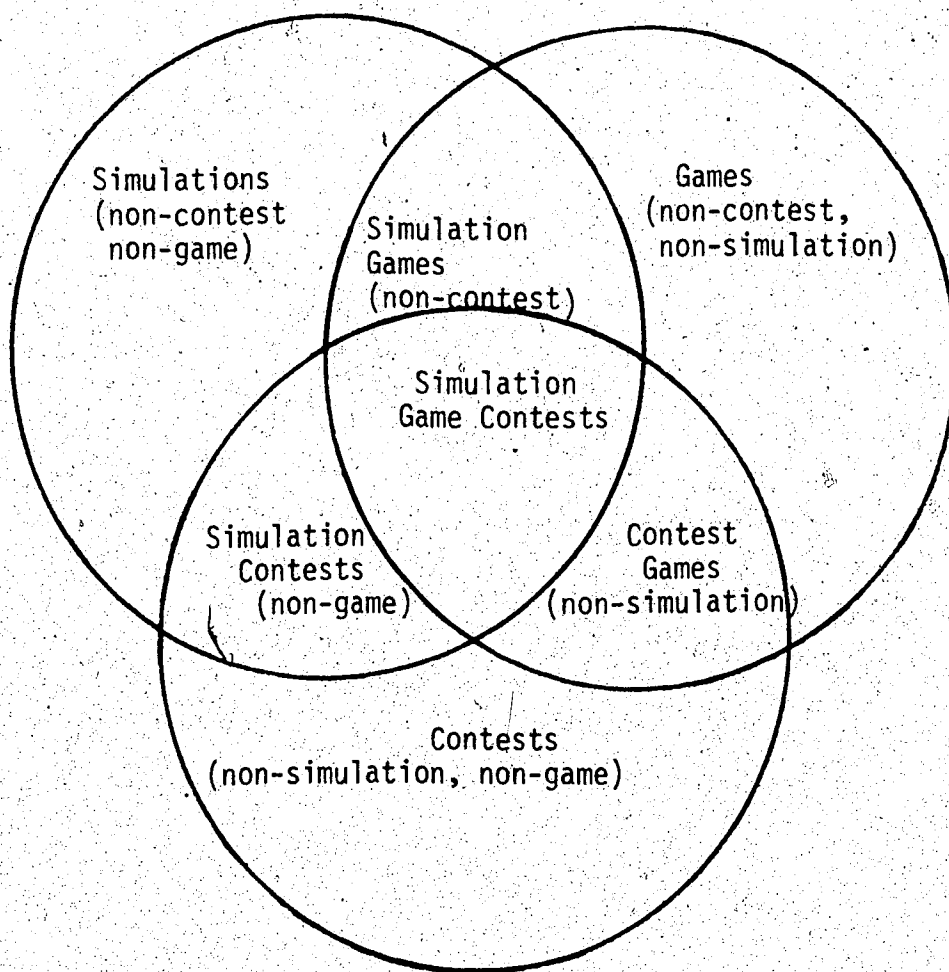 Simulations
(non-contest
non-game)
Games
(non-contest,
non-simulation)
Simulation
Games
(non-contest)
Simulation
Game Contests
Simulation
Contests
(non-game)
Contest
Games
(non-simulation)
Contests
(non-simulation, non-game)